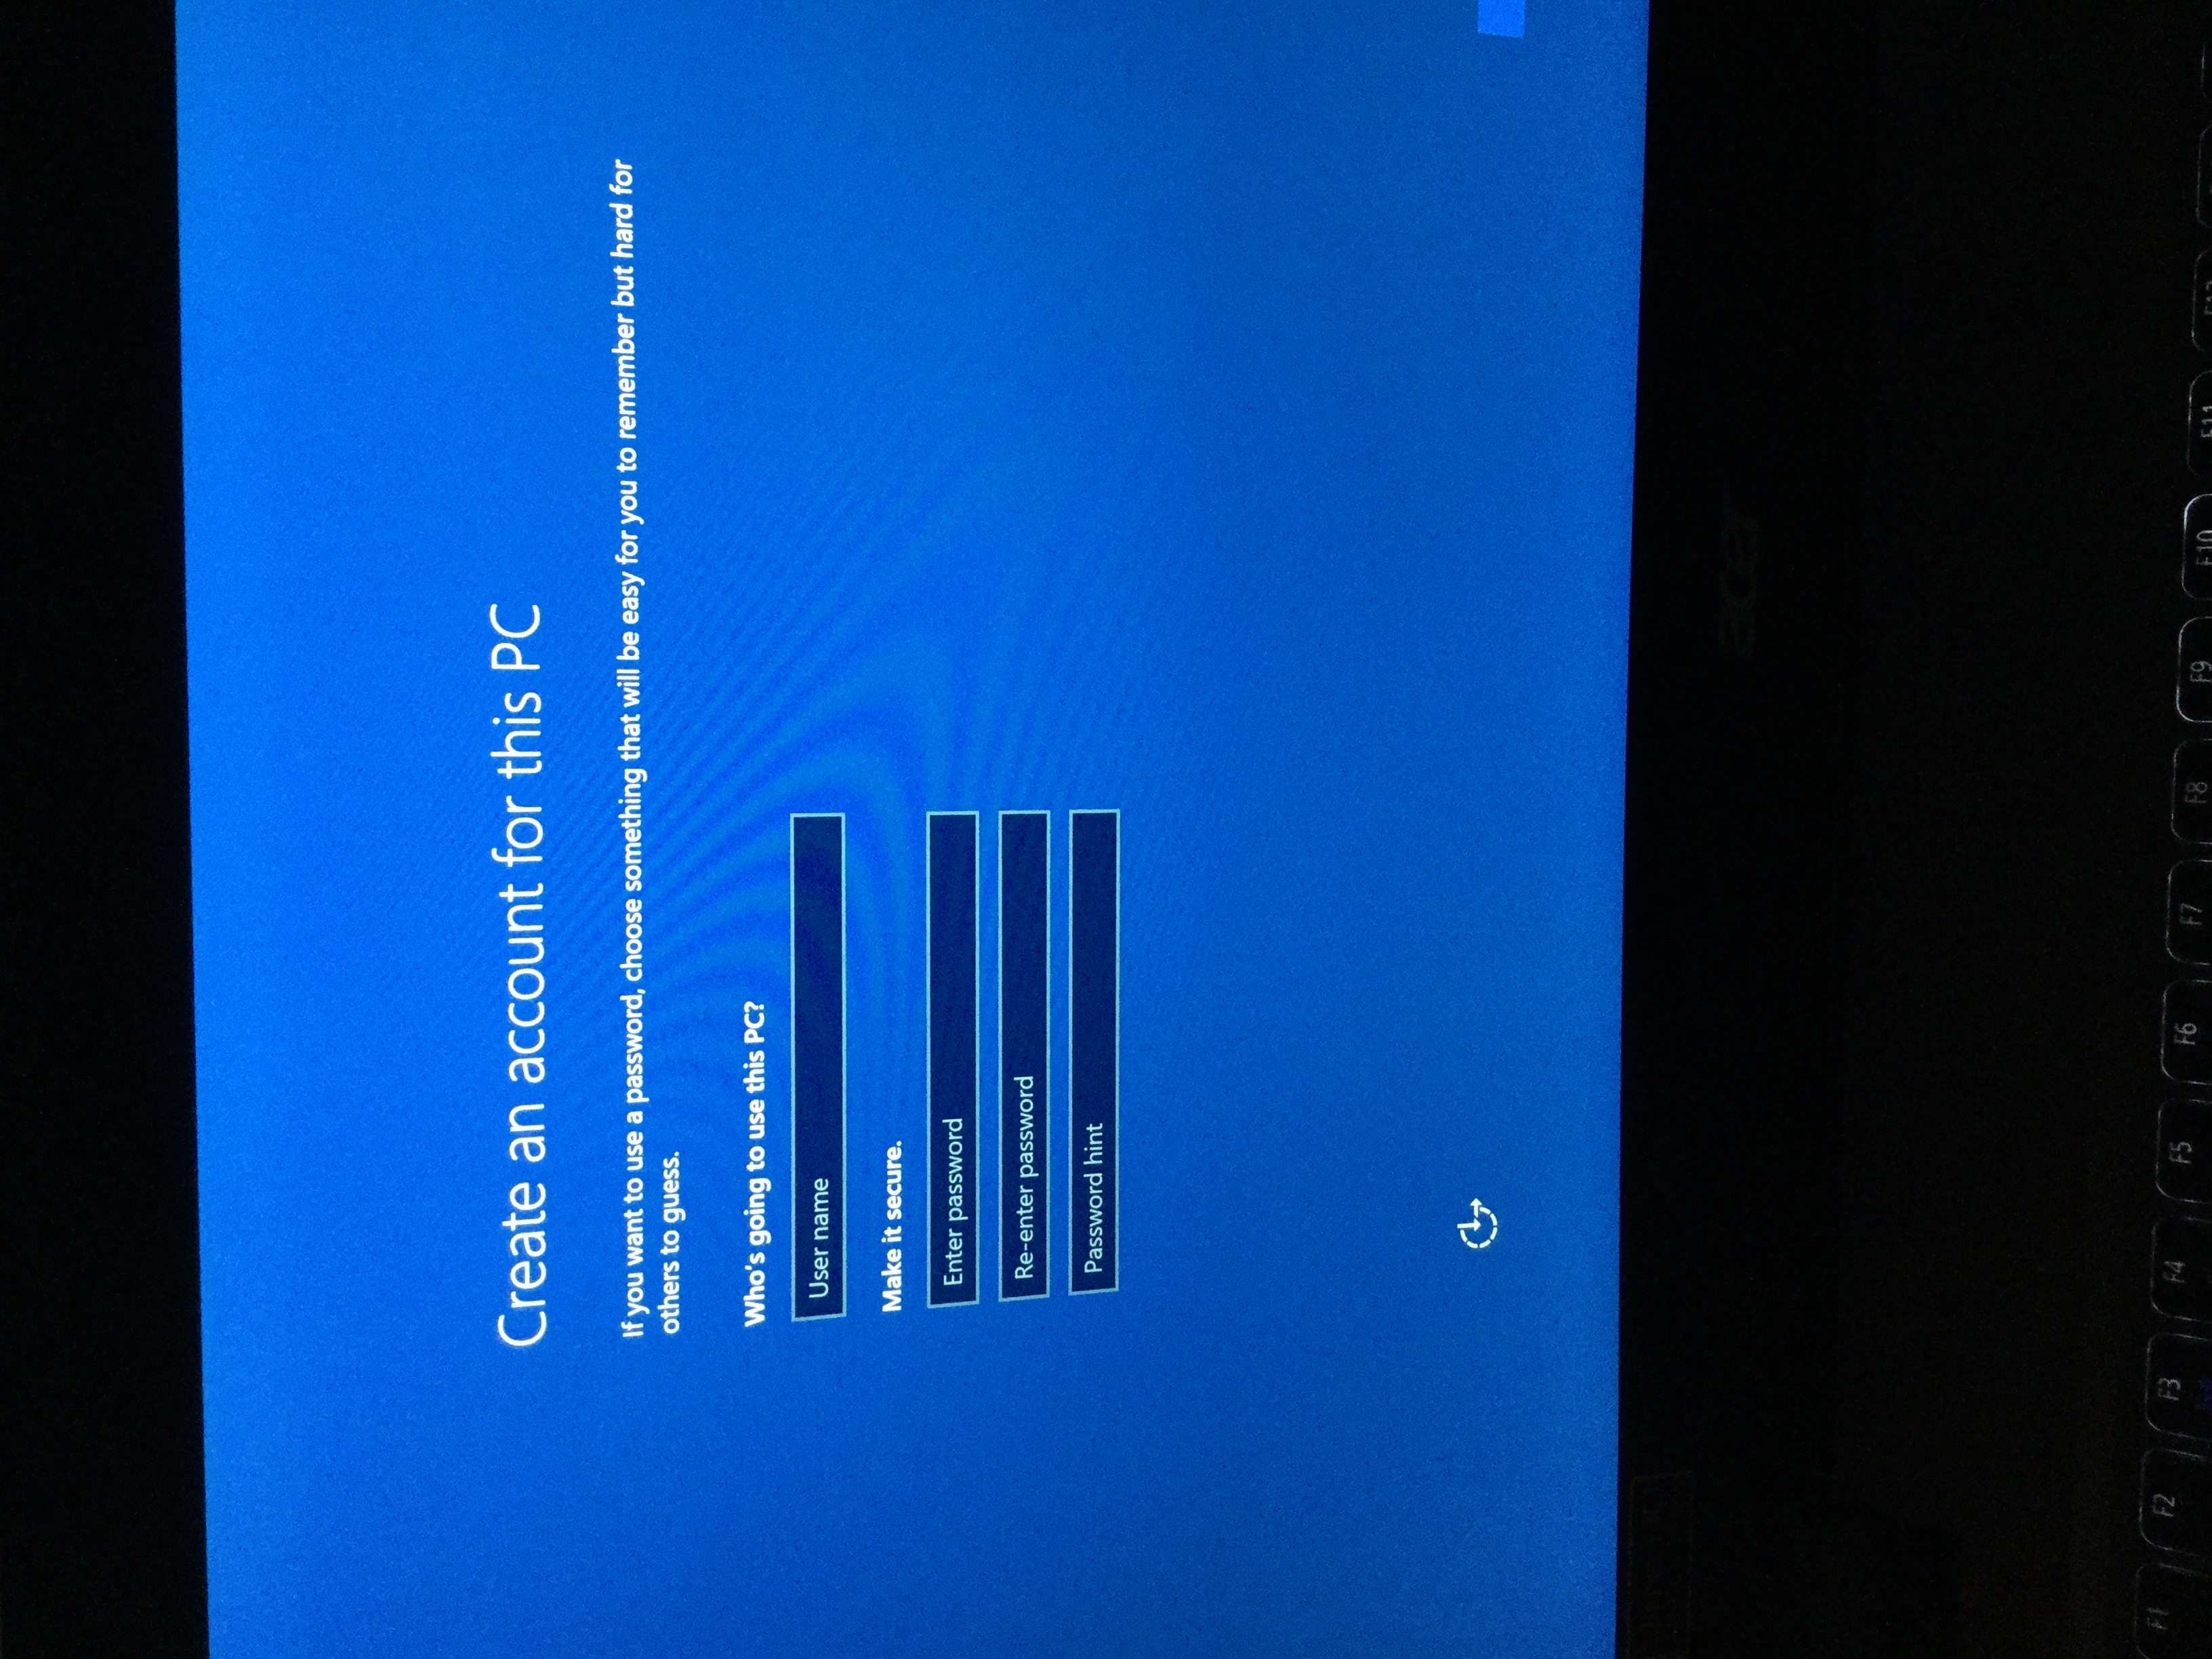 Create an account for this PC
If you want to use a password, choose something that will be easy for you to remember but hard for
others to guess.
Who's going to use this PC?
User name
Make it secure.
Enter password
Re-enter password
Password hint
acer
F1 F2 F3 F4 F5 F6 F7 F8 F9 F10 F11